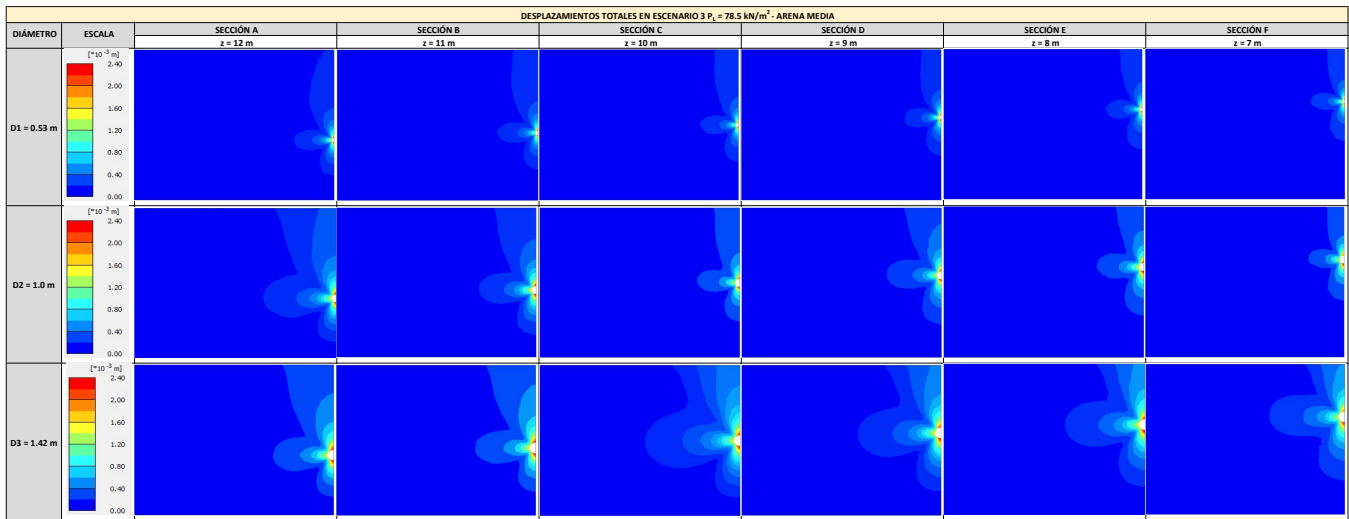 DESPLAZAMIENTOS TOTALES EN ESCENARIO 3 PL = 78.5 kN/m² - ARENA MEDIA
DIÁMETRO ESCALA SECCIÓN A SECCIÓN B SECCIÓN C SECCIÓN D SECCIÓN E SECCIÓN F
z = 12 m z = 11 m z = 10 m z = 9 m z = 8 m z = 7 m
D1 = 0.53 m
[*10⁻³ m]
2.40
2.00
1.60
1.20
0.80
0.40
0.00
D2 = 1.0 m
[*10⁻³ m]
2.40
2.00
1.60
1.20
0.80
0.40
0.00
D3 = 1.42 m
[*10⁻³ m]
2.40
2.00
1.60
1.20
0.80
0.40
0.00